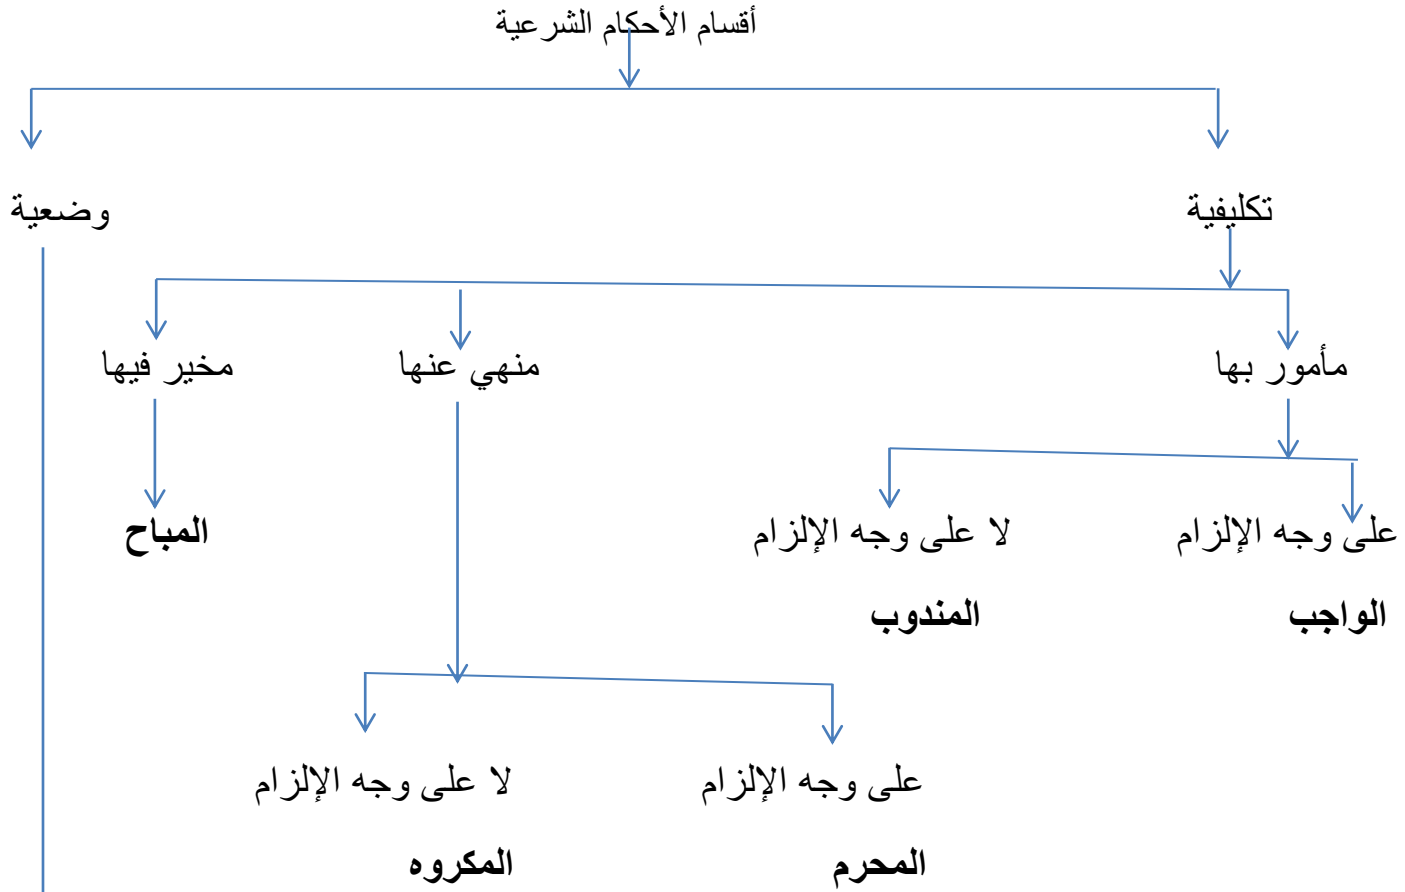 أقسام الأحكام الشرعية
تكليفية
وضعية
مأمور بها
منهي عنها
مخير فيها
على وجه الإلزام
لا على وجه الإلزام
المباح
الواجب
المندوب
على وجه الإلزام
لا على وجه الإلزام
المحرم
المكروه